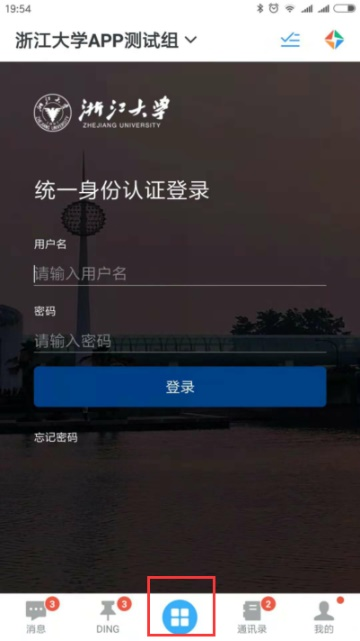 19:54
浙江大学APP测试组
浙江大学
ZHEJIANG UNIVERSITY
统一身份认证登录
用户名
请输入用户名
密码
请输入密码
登录
忘记密码
3
3
2
消息
DING
通讯录
我的